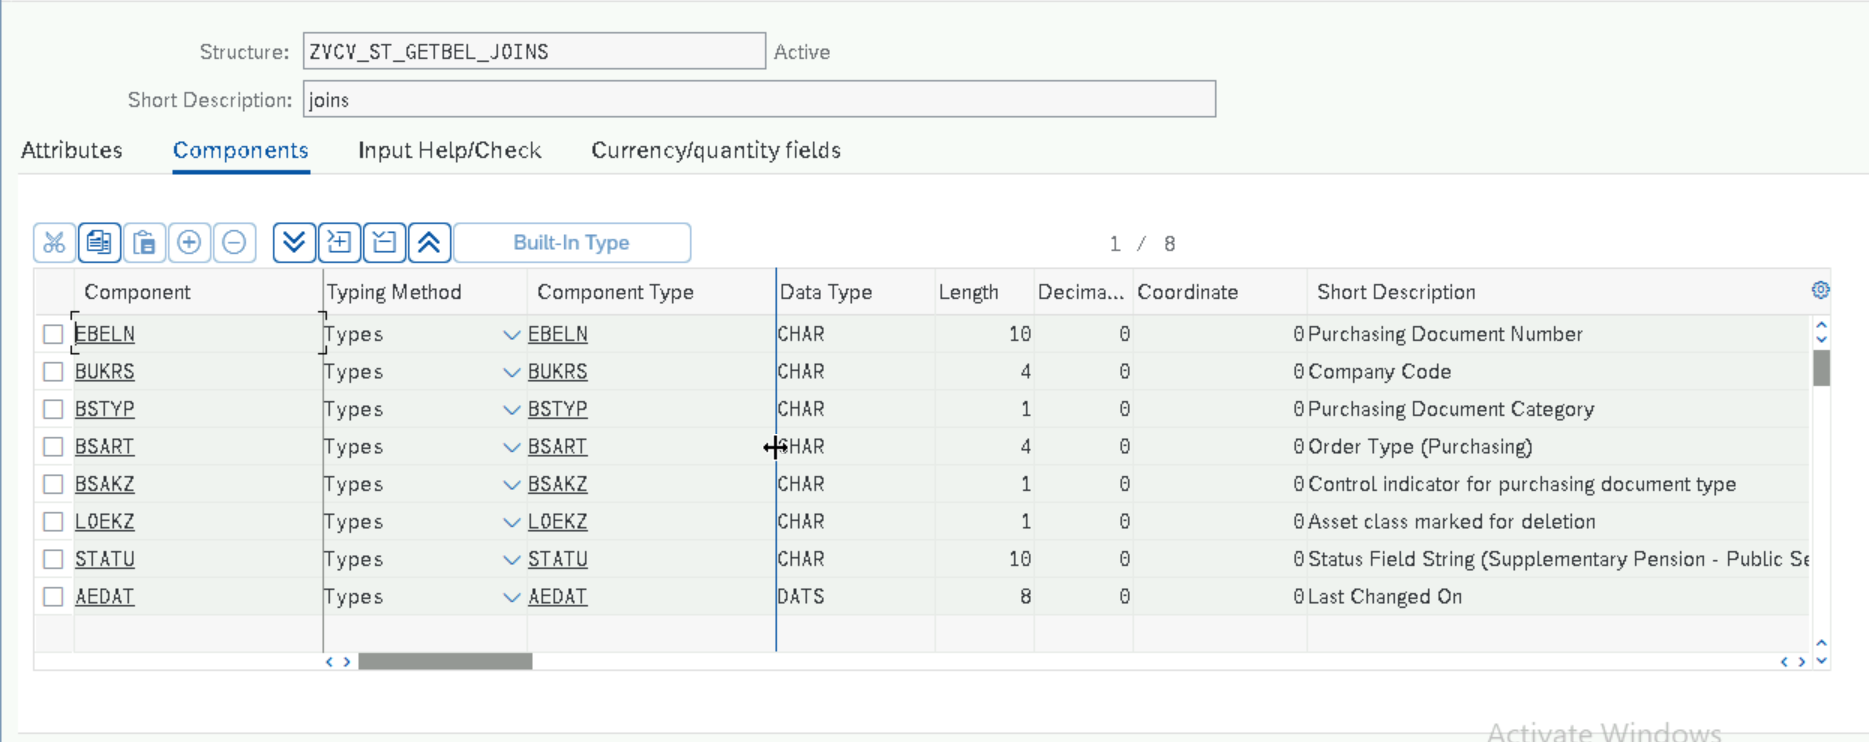 Structure: ZVCV_ST_GETBEL_JOINS Active
Short Description: joins
Attributes Components Input Help/Check Currency/quantity fields
Built-In Type 1 / 8
Component Typing Method Component Type Data Type Length Decima... Coordinate Short Description
EBELN Types EBELN CHAR 10 0 0 Purchasing Document Number
BUKRS Types BUKRS CHAR 4 0 0 Company Code
BSTYP Types BSTYP CHAR 1 0 0 Purchasing Document Category
BSART Types BSART CHAR 4 0 0 Order Type (Purchasing)
BSAKZ Types BSAKZ CHAR 1 0 0 Control indicator for purchasing document type
LOEKZ Types LOEKZ CHAR 1 0 0 Asset class marked for deletion
STATU Types STATU CHAR 10 0 0 Status Field String (Supplementary Pension - Public Se
AEDAT Types AEDAT DATS 8 0 0 Last Changed On
Activate Windows